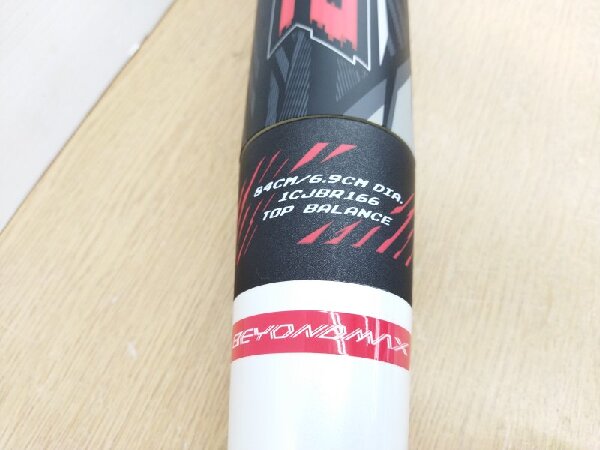 84CM/6.9CM DIA.
1CJBR166
TOP BALANCE
BEYONDMAX